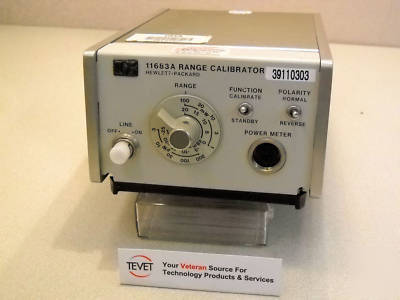 11683A RANGE CALIBRATOR
HEWLETT-PACKARD
39110303
RANGE
FUNCTION
CALIBRATE
STANDBY
POLARITY
NORMAL
REVERSE
LINE
OFF ON
POWER METER
TEVET
Your Veteran Source For
Technology Products & Services